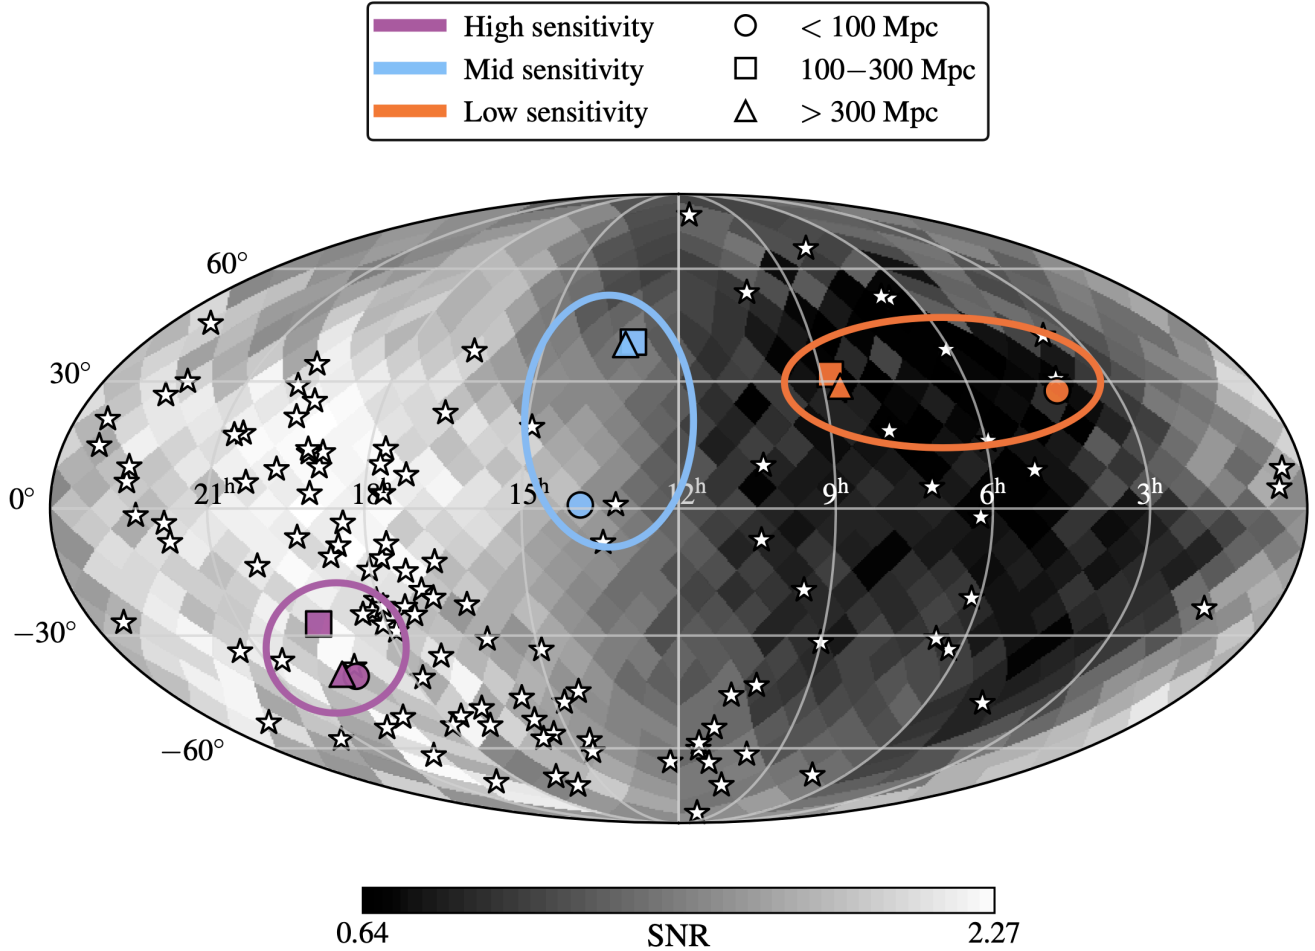 High sensitivity < 100 Mpc
Mid sensitivity 100−300 Mpc
Low sensitivity > 300 Mpc
60°
30°
0° 21h 18h 15h 12h 9h 6h 3h
−30°
−60°
0.64 SNR 2.27